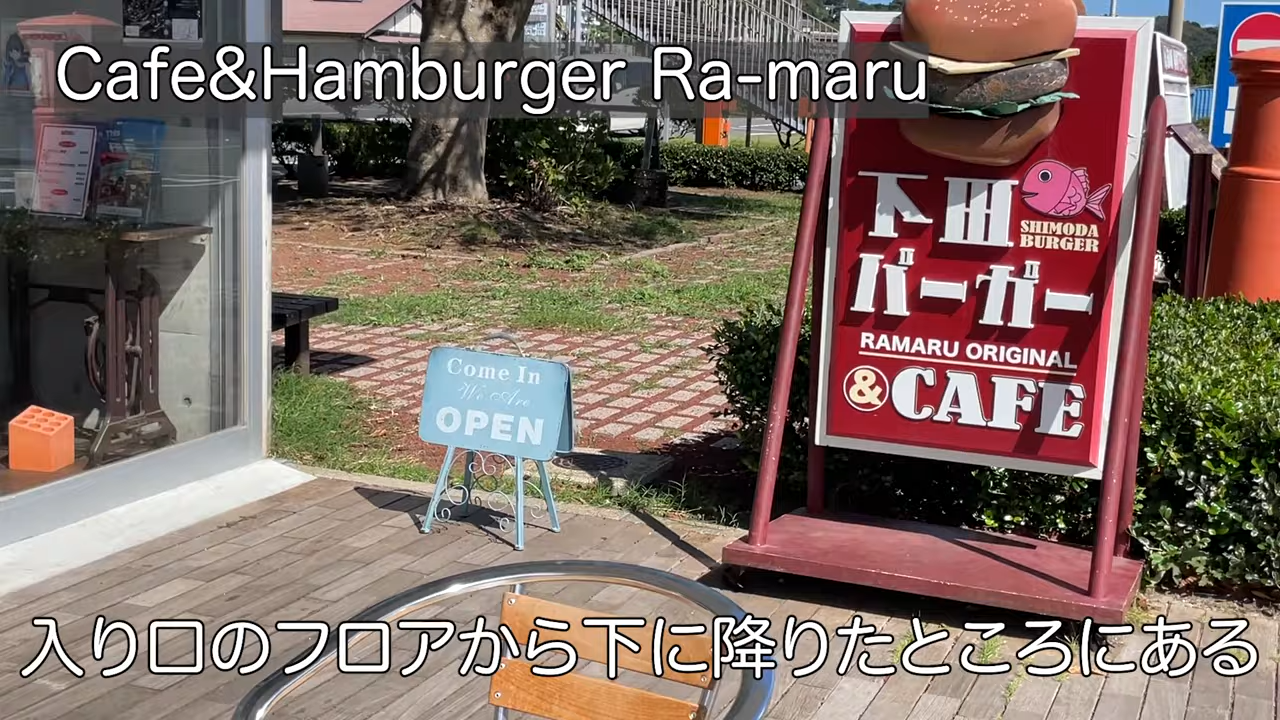 Cafe&Hamburger Ra-maru
下田
SHIMODA
BURGER
バーガー
RAMARU ORIGINAL
&CAFE
Come In
We Are
OPEN
入り口のフロアから下に降りたところにある